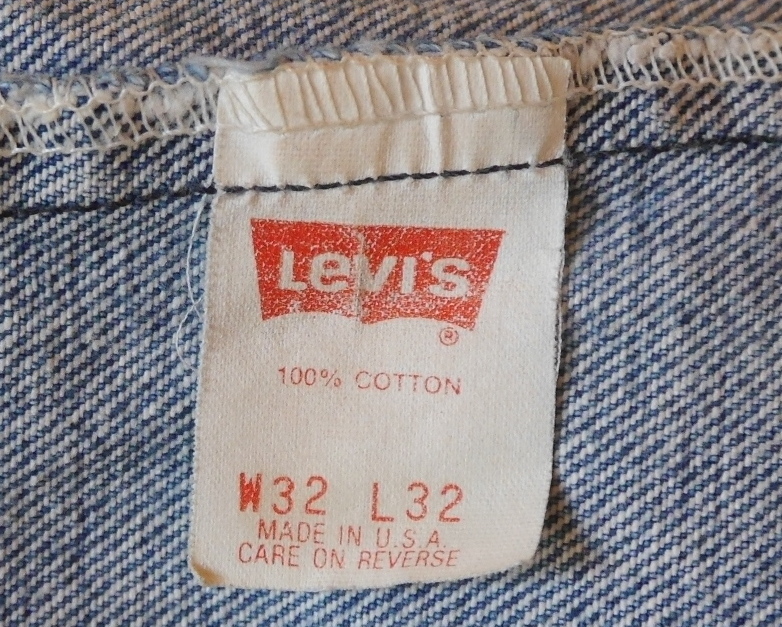 Levi's
®
100% COTTON
W32 L32
MADE IN U.S.A.
CARE ON REVERSE